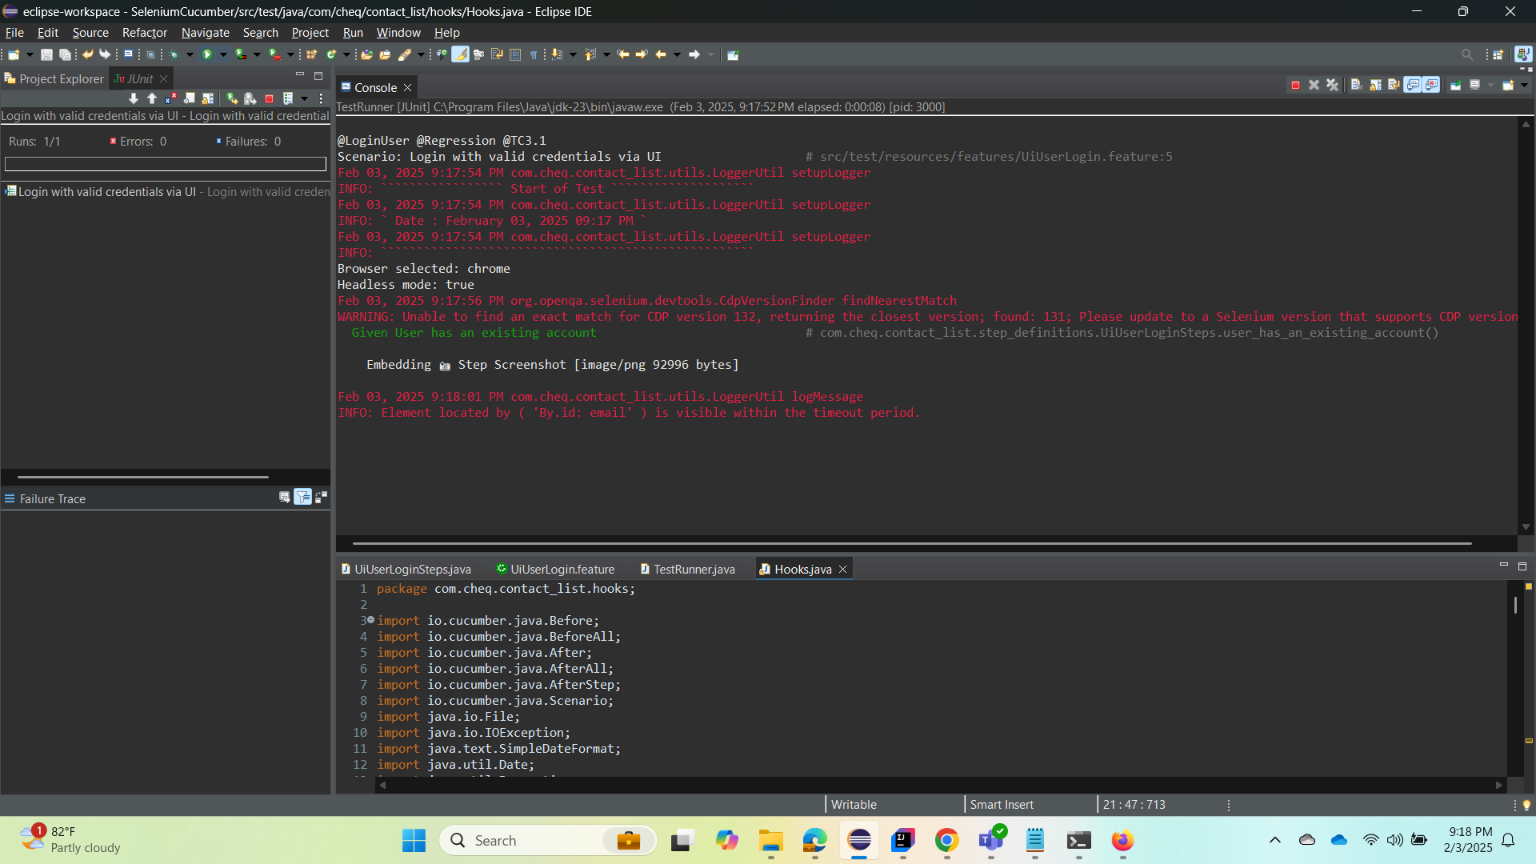 eclipse-workspace - SeleniumCucumber/src/test/java/com/cheq/contact_list/hooks/Hooks.java - Eclipse IDE
File Edit Source Refactor Navigate Search Project Run Window Help
Project Explorer JUnit
Console
TestRunner [JUnit] C:\Program Files\Java\jdk-23\bin\javaw.exe (Feb 3, 2025, 9:17:52 PM elapsed: 0:00:08) [pid: 3000]
Login with valid credentials via UI - Login with valid credential
Runs: 1/1 Errors: 0 Failures: 0
Login with valid credentials via UI - Login with valid creden
@LoginUser @Regression @TC3.1
Scenario: Login with valid credentials via UI # src/test/resources/features/UiUserLogin.feature:5
Feb 03, 2025 9:17:54 PM com.cheq.contact_list.utils.LoggerUtil setupLogger
INFO: ````````````````` Start of Test ````````````````````
Feb 03, 2025 9:17:54 PM com.cheq.contact_list.utils.LoggerUtil setupLogger
INFO: ` Date : February 03, 2025 09:17 PM `
Feb 03, 2025 9:17:54 PM com.cheq.contact_list.utils.LoggerUtil setupLogger
INFO: ````````````````````````````````````````````````````
Browser selected: chrome
Headless mode: true
Feb 03, 2025 9:17:56 PM org.openqa.selenium.devtools.CdpVersionFinder findNearestMatch
WARNING: Unable to find an exact match for CDP version 132, returning the closest version; found: 131; Please update to a Selenium version that supports CDP version
Given User has an existing account # com.cheq.contact_list.step_definitions.UiUserLoginSteps.user_has_an_existing_account()
Embedding 📷 Step Screenshot [image/png 92996 bytes]
Feb 03, 2025 9:18:01 PM com.cheq.contact_list.utils.LoggerUtil logMessage
INFO: Element located by ( 'By.id: email' ) is visible within the timeout period.
Failure Trace
UiUserLoginSteps.java UiUserLogin.feature TestRunner.java Hooks.java
1 package com.cheq.contact_list.hooks;
2
3 import io.cucumber.java.Before;
4 import io.cucumber.java.BeforeAll;
5 import io.cucumber.java.After;
6 import io.cucumber.java.AfterAll;
7 import io.cucumber.java.AfterStep;
8 import io.cucumber.java.Scenario;
9 import java.io.File;
10 import java.io.IOException;
11 import java.text.SimpleDateFormat;
12 import java.util.Date;
Writable Smart Insert 21 : 47 : 713
1
82°F
Partly cloudy
Search
9:18 PM
2/3/2025